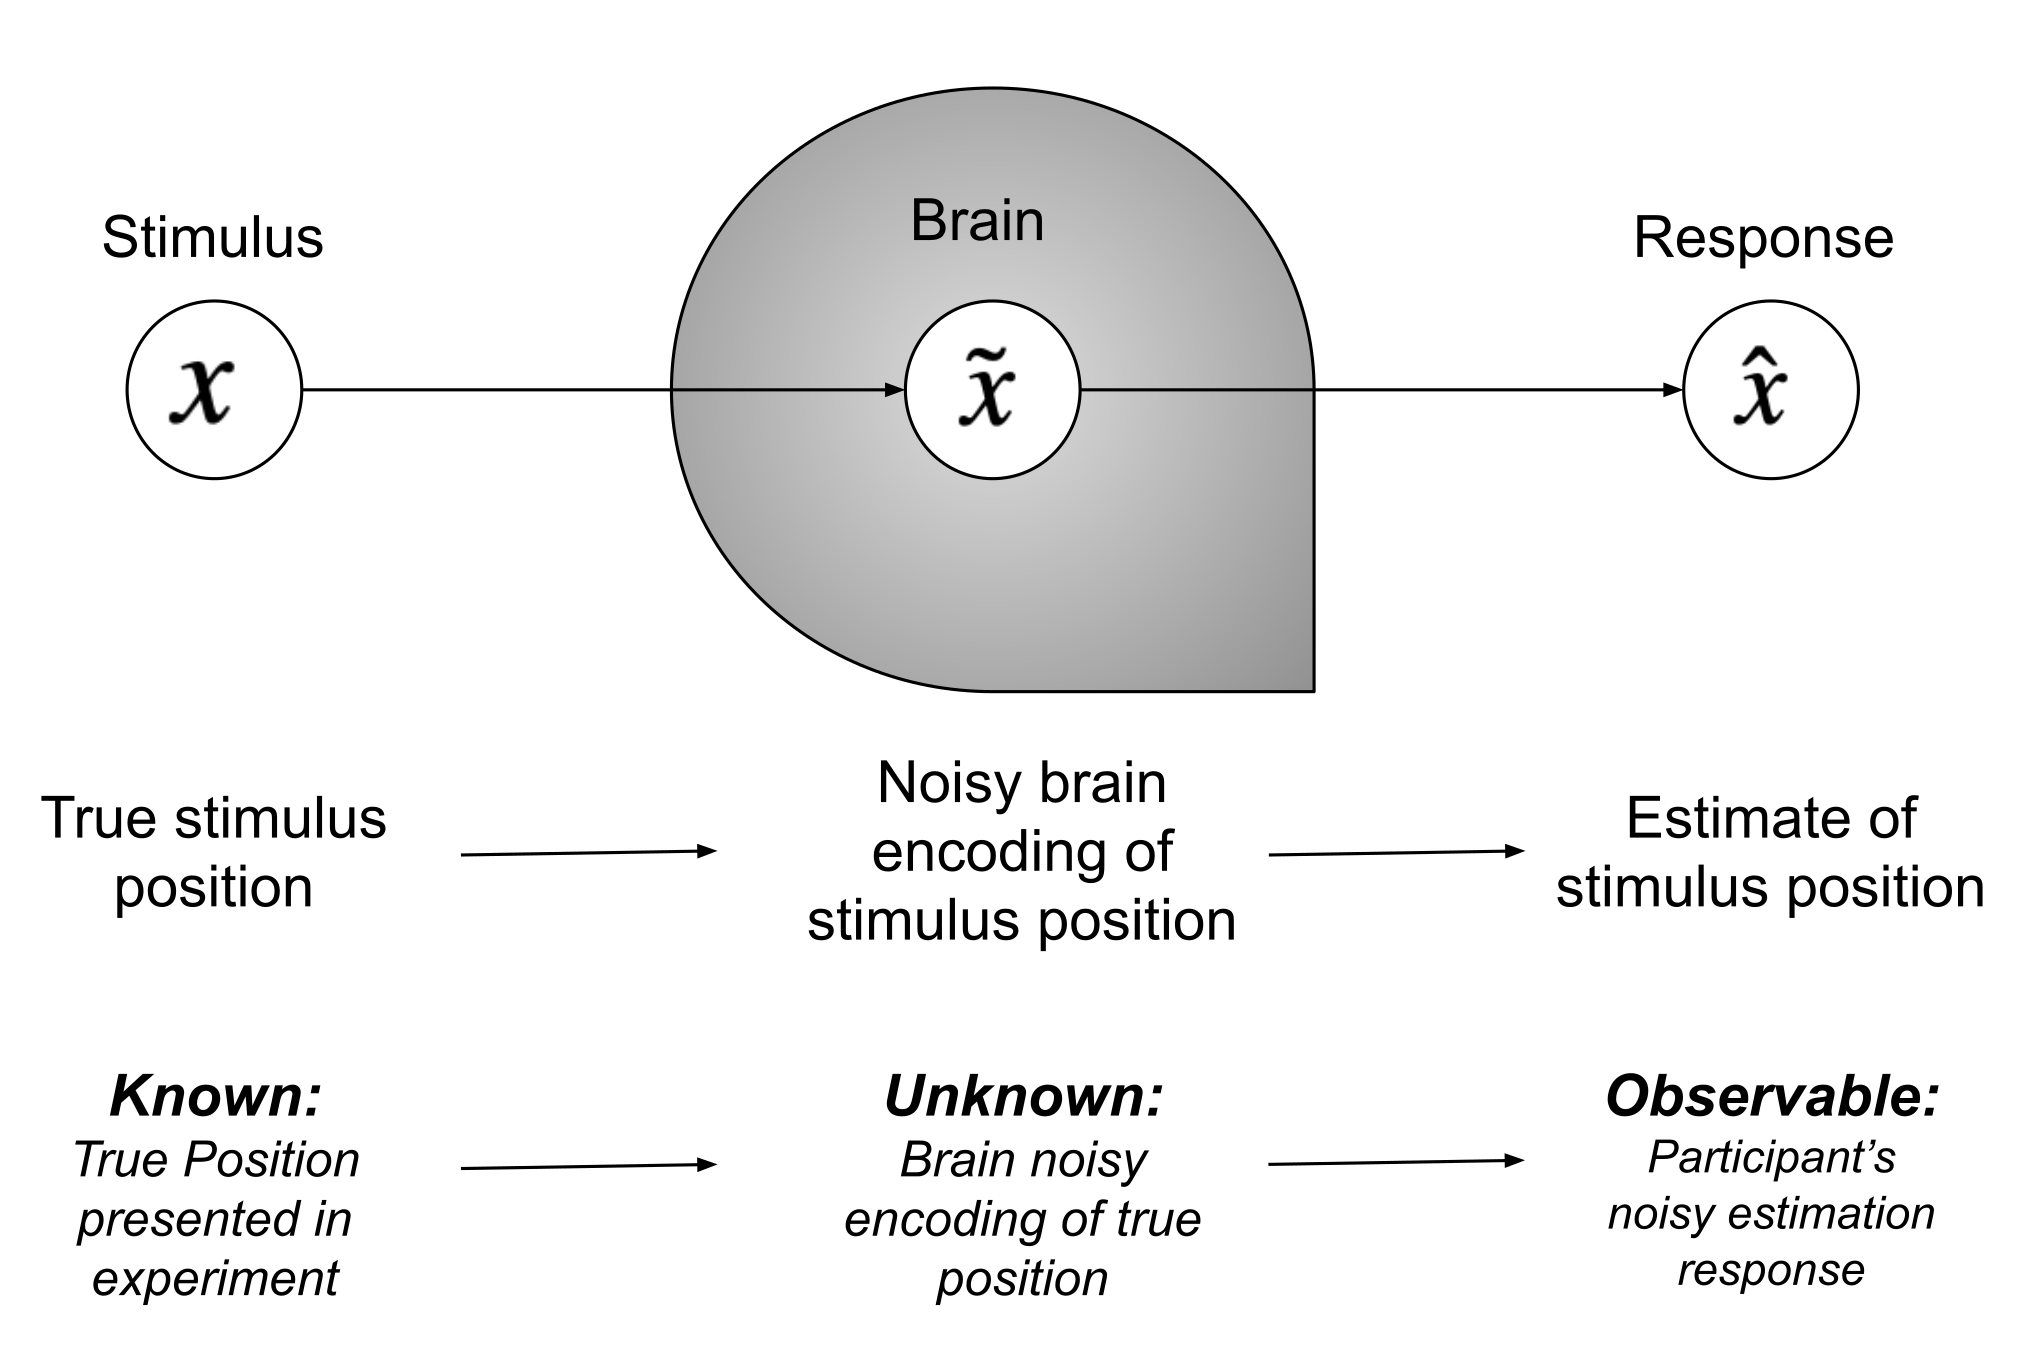 Brain
Stimulus
Response
x
x̃
x̂
True stimulus
position
Noisy brain
encoding of
stimulus position
Estimate of
stimulus position
Known:
True Position
presented in
experiment
Unknown:
Brain noisy
encoding of true
position
Observable:
Participant’s
noisy estimation
response